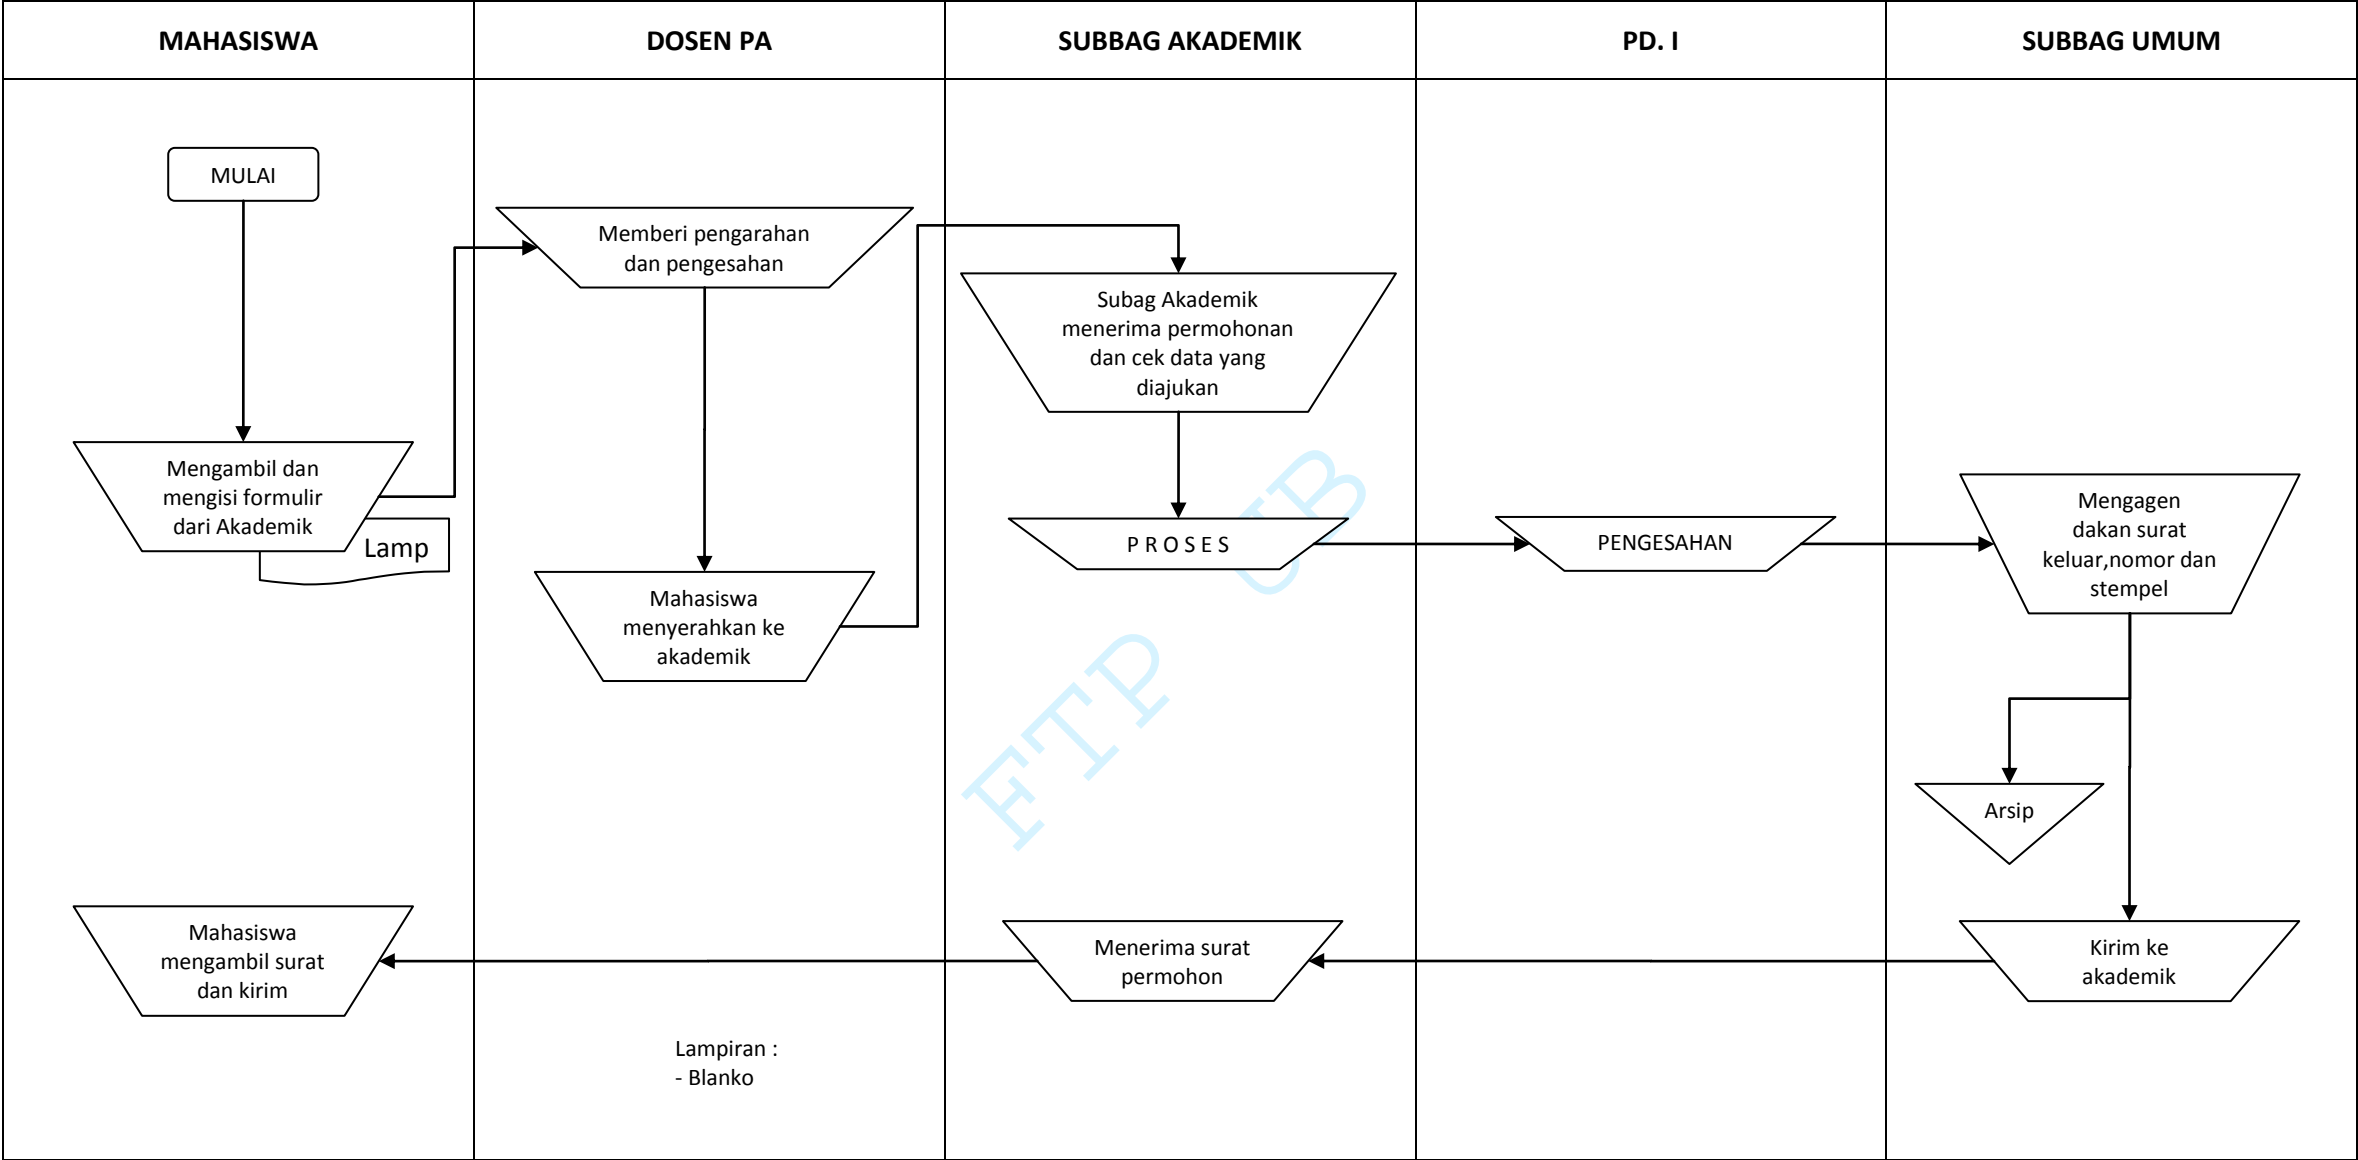 MAHASISWA
DOSEN PA
SUBBAG AKADEMIK
PD. I
SUBBAG UMUM
MULAI
Mengambil dan
mengisi formulir
dari Akademik
Lamp
Memberi pengarahan
dan pengesahan
Mahasiswa
menyerahkan ke
akademik
Subag Akademik
menerima permohonan
dan cek data yang
diajukan
P R O S E S
PENGESAHAN
Mengagen
dakan surat
keluar,nomor dan
stempel
Arsip
Kirim ke
akademik
Menerima surat
permohon
Mahasiswa
mengambil surat
dan kirim
Lampiran :
- Blanko
FTP UB